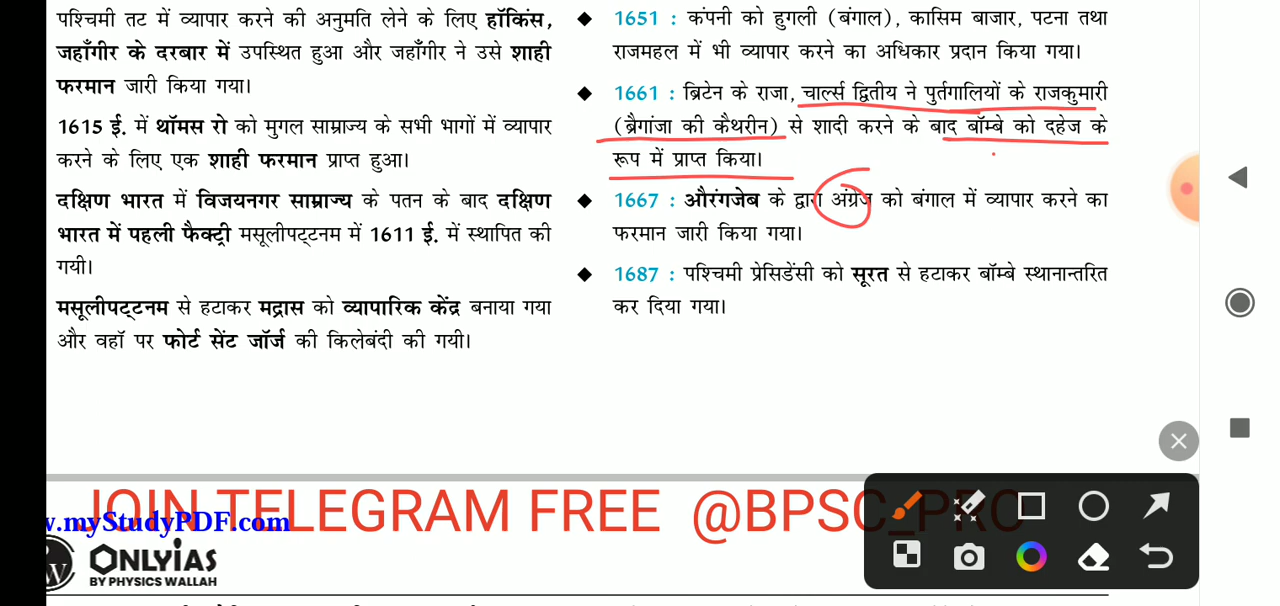 पश्चिमी तट में व्यापार करने की अनुमति लेने के लिए हॉकिंस,
जहाँगीर के दरबार में उपस्थित हुआ और जहाँगीर ने उसे शाही
फरमान जारी किया गया।
1615 ई. में थॉमस रो को मुगल साम्राज्य के सभी भागों में व्यापार
करने के लिए एक शाही फरमान प्राप्त हुआ।
दक्षिण भारत में विजयनगर साम्राज्य के पतन के बाद दक्षिण
भारत में पहली फैक्ट्री मसूलीपट्टनम में 1611 ई. में स्थापित की
गयी।
मसूलीपट्टनम से हटाकर मद्रास को व्यापारिक केंद्र बनाया गया
और वहाँ पर फोर्ट सेंट जॉर्ज की किलेबंदी की गयी।
◆ 1651 : कंपनी को हुगली (बंगाल), कासिम बाजार, पटना तथा
राजमहल में भी व्यापार करने का अधिकार प्रदान किया गया।
◆ 1661 : ब्रिटेन के राजा, चार्ल्स द्वितीय ने पुर्तगालियों के राजकुमारी
(ब्रैगांजा की कैथरीन) से शादी करने के बाद बॉम्बे को दहेज के
रूप में प्राप्त किया।
◆ 1667 : औरंगजेब के द्वारा अंग्रेज को बंगाल में व्यापार करने का
फरमान जारी किया गया।
◆ 1687 : पश्चिमी प्रेसिडेंसी को सूरत से हटाकर बॉम्बे स्थानान्तरित
कर दिया गया।
JOIN TELEGRAM FREE @BPSC_PRO
w.myStudyPDF.com
W ONLYIAS
BY PHYSICS WALLAH